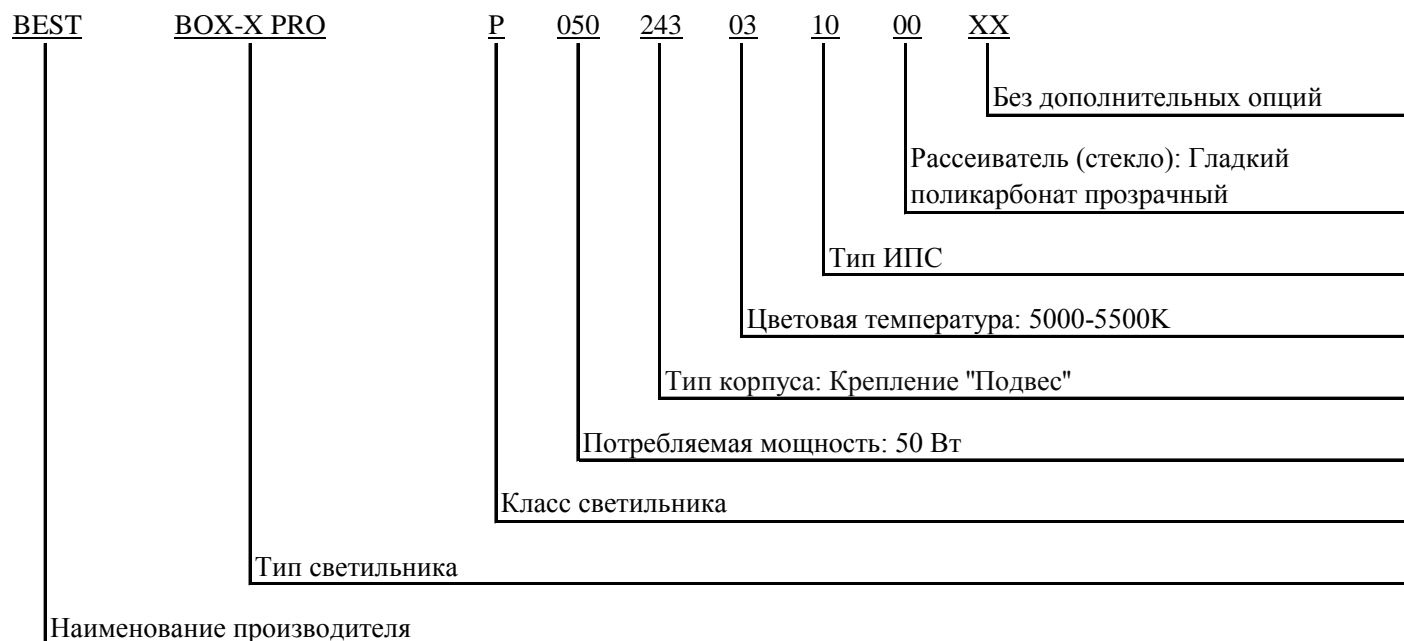 BEST BOX-X PRO P 050 243 03 10 00 XX
Без дополнительных опций
Рассеиватель (стекло): Гладкий
поликарбонат прозрачный
Тип ИПС
Цветовая температура: 5000-5500K
Тип корпуса: Крепление "Подвес"
Потребляемая мощность: 50 Вт
Класс светильника
Тип светильника
Наименование производителя